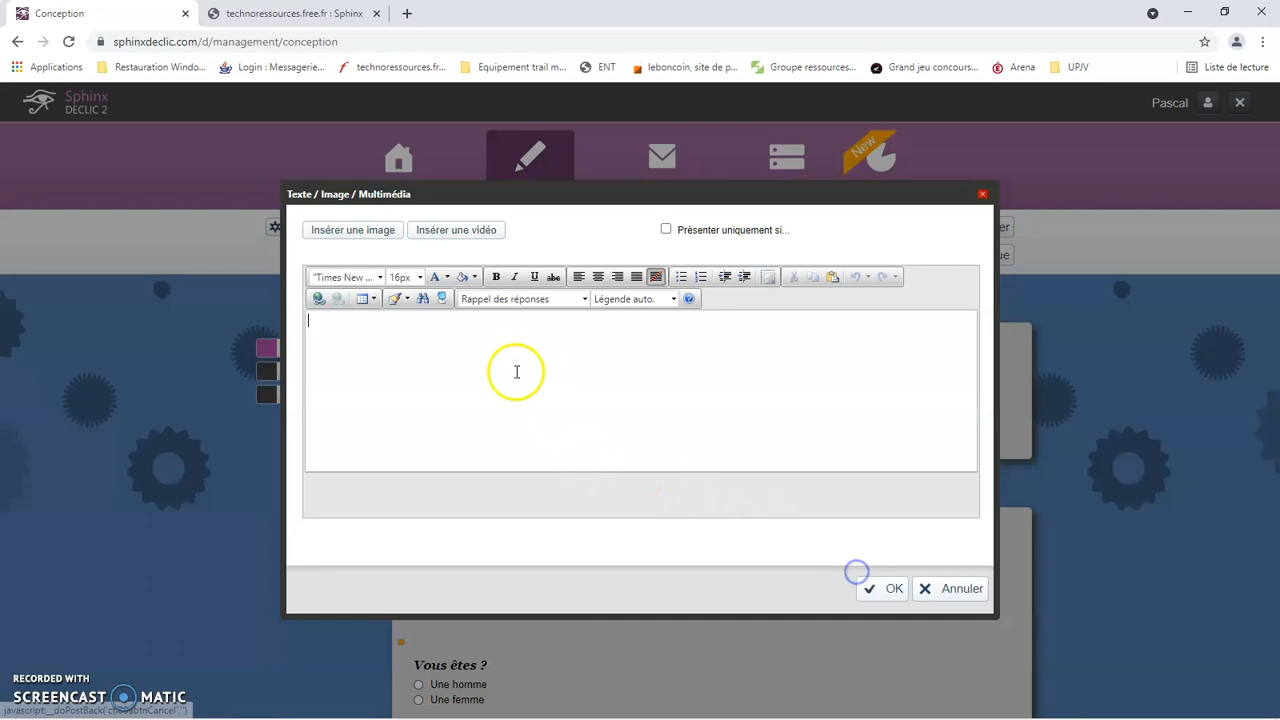 Conception
technoressources.free.fr : Sphinx
sphinxdeclic.com/d/management/conception
Applications
Restauration Windo...
Login : Messagerie...
technoressources.fr...
Equipement trail m...
ENT
leboncoin, site de p...
Groupe ressources...
Grand jeu concours...
Arena
UPJV
Liste de lecture
Sphinx
DÉCLIC 2
Pascal
New
Texte / Image / Multimédia
Insérer une image
Insérer une vidéo
Présenter uniquement si...
"Times New ...
16px
Rappel des réponses
Légende auto.
OK
Annuler
Vous êtes ?
Une homme
Une femme
RECORDED WITH
SCREENCAST MATIC